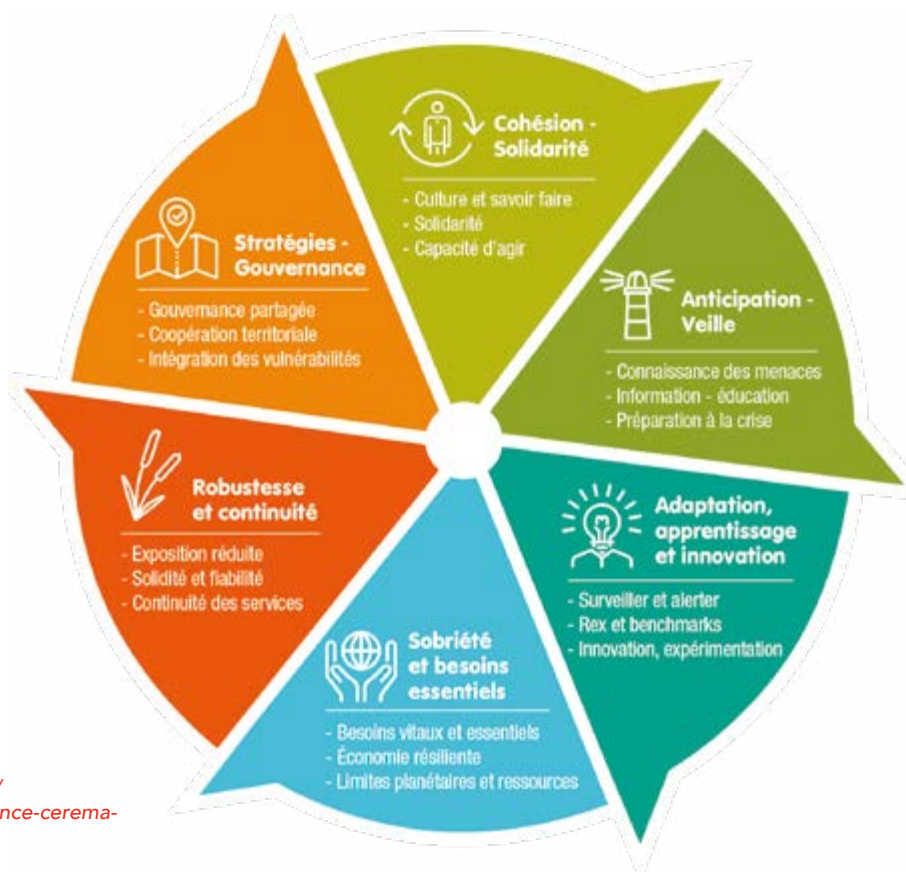 Cohésion -
Solidarité
- Culture et savoir faire
- Solidarité
- Capacité d'agir
Anticipation -
Veille
- Connaissance des menaces
- Information - éducation
- Préparation à la crise
Adaptation,
apprentissage
et innovation
- Surveiller et alerter
- Rex et benchmarks
- Innovation, expérimentation
Sobriété
et besoins
essentiels
- Besoins vitaux et essentiels
- Économie résiliente
- Limites planétaires et ressources
Robustesse
et continuité
- Exposition réduite
- Solidité et fiabilité
- Continuité des services
Stratégies -
Gouvernance
- Gouvernance partagée
- Coopération territoriale
- Intégration des vulnérabilités
/
nce-cerema-